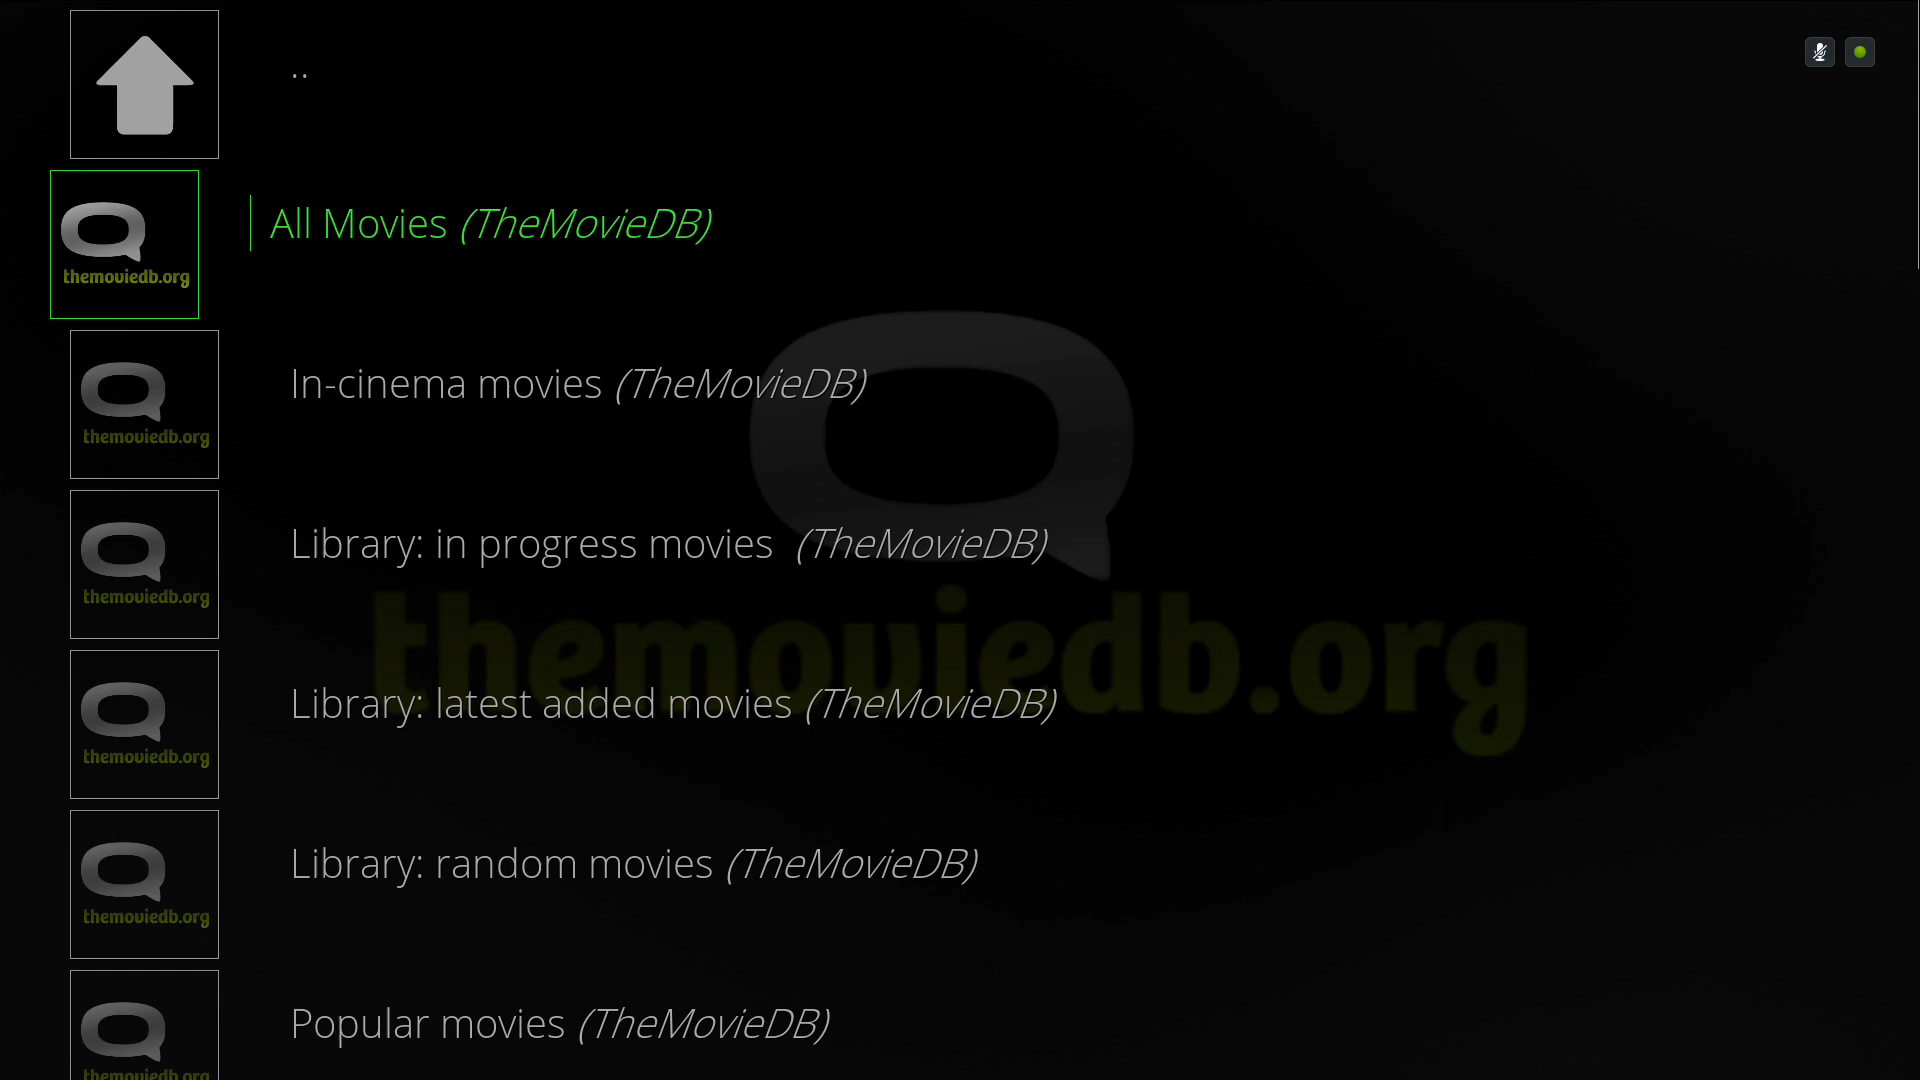 ..
themoviedb.org
All Movies (TheMovieDB)
themoviedb.org
In-cinema movies (TheMovieDB)
themoviedb.org
Library: in progress movies (TheMovieDB)
themoviedb.org
themoviedb.org
Library: latest added movies (TheMovieDB)
themoviedb.org
Library: random movies (TheMovieDB)
themoviedb.org
Popular movies (TheMovieDB)
themoviedb.org